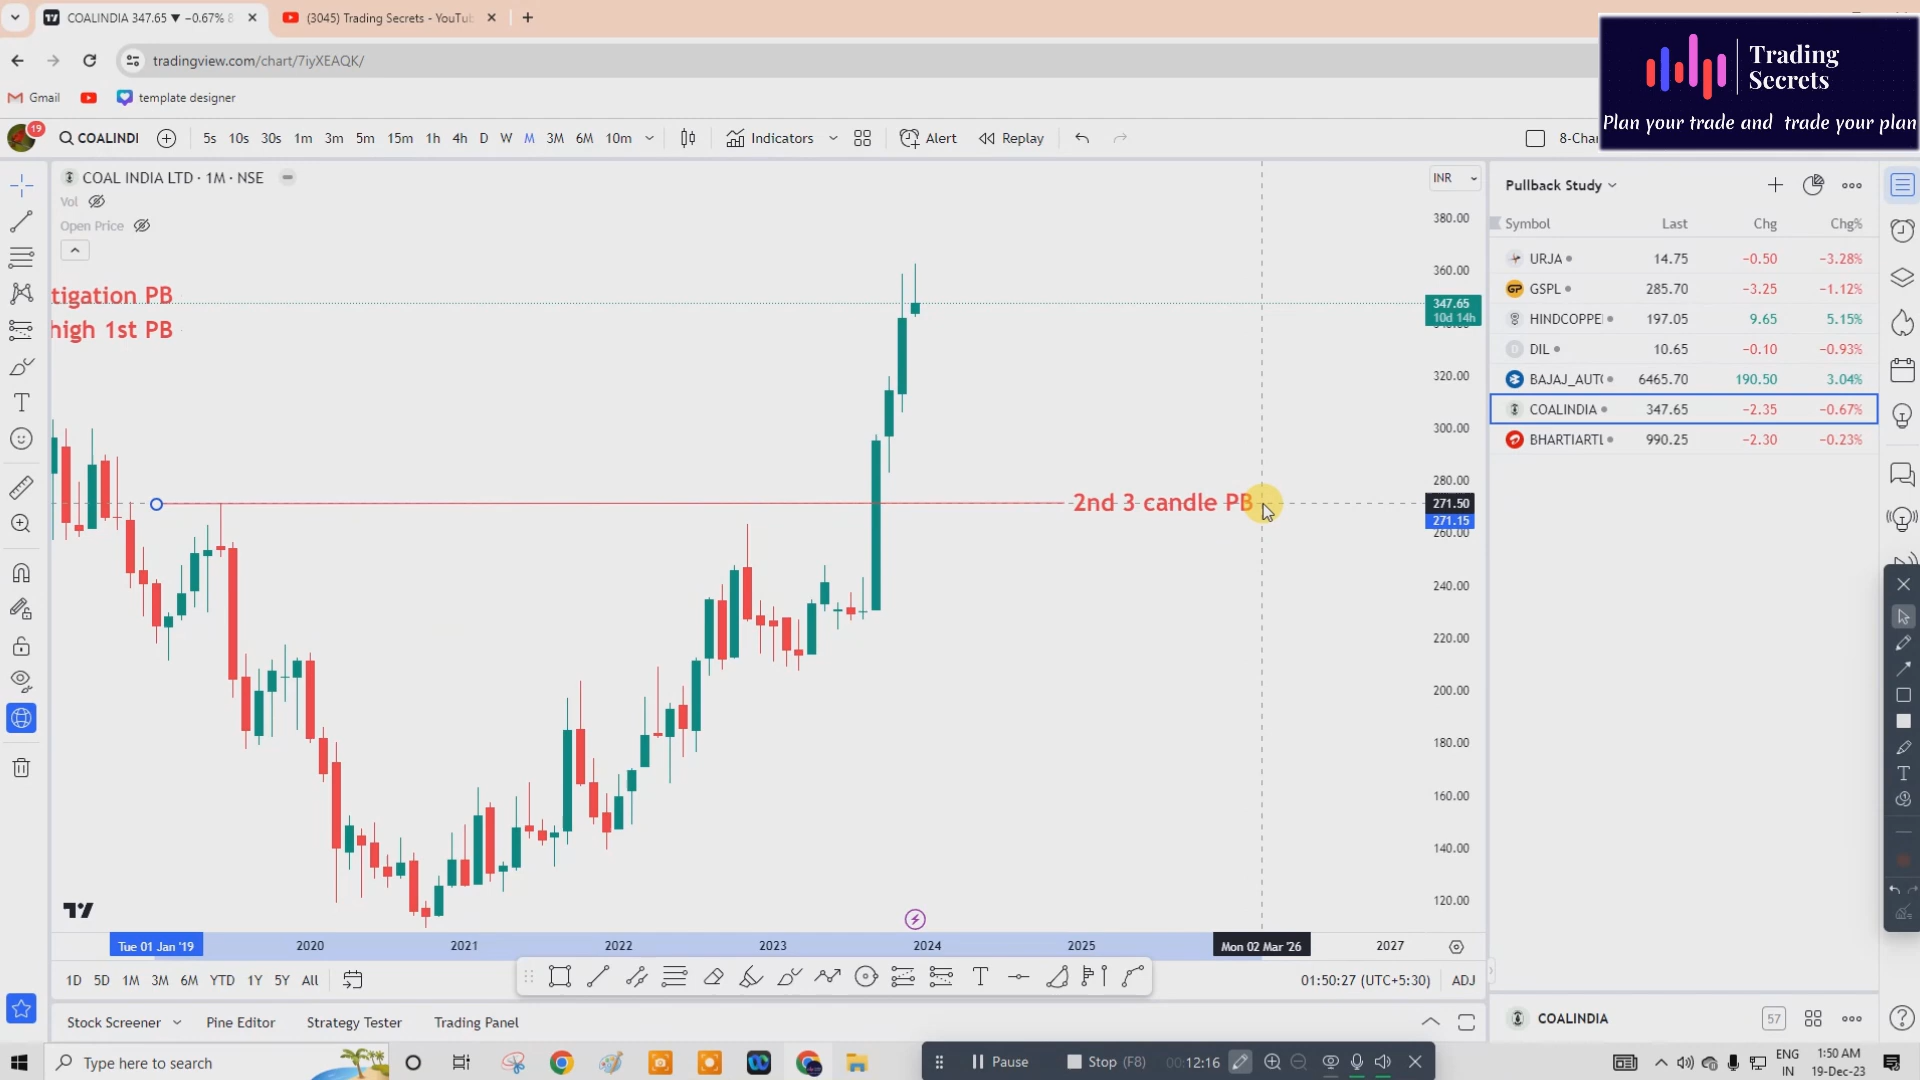 COALINDIA 347.65 ▼ −0.67%
(3045) Trading Secrets - YouTu
tradingview.com/chart/7iyXEAQK/
Gmail
template designer
Trading
Secrets
Plan your trade and trade your plan
19
COALINDI
5s 10s 30s 1m 3m 5m 15m 1h 4h D W M 3M 6M 10m
Indicators
Alert
Replay
8-Cha
COAL INDIA LTD · 1M · NSE
Vol
Open Price
tigation PB
high 1st PB
2nd 3 candle PB
INR
380.00
360.00
347.65
10d 14h
320.00
300.00
280.00
271.50
271.15
260.00
240.00
220.00
200.00
180.00
160.00
140.00
120.00
Tue 01 Jan '19
2020
2021
2022
2023
2024
2025
Mon 02 Mar '26
2027
1D 5D 1M 3M 6M YTD 1Y 5Y All
01:50:27 (UTC+5:30)
ADJ
Stock Screener
Pine Editor
Strategy Tester
Trading Panel
Pullback Study
Symbol Last Chg Chg%
URJA 14.75 −0.50 −3.28%
GSPL 285.70 −3.25 −1.12%
HINDCOPPE 197.05 9.65 5.15%
DIL 10.65 −0.10 −0.93%
BAJAJ_AUT 6465.70 190.50 3.04%
COALINDIA 347.65 −2.35 −0.67%
BHARTIARTL 990.25 −2.30 −0.23%
COALINDIA
57
Type here to search
Pause
Stop (F8)
00:12:16
ENG
IN
1:50 AM
19-Dec-23